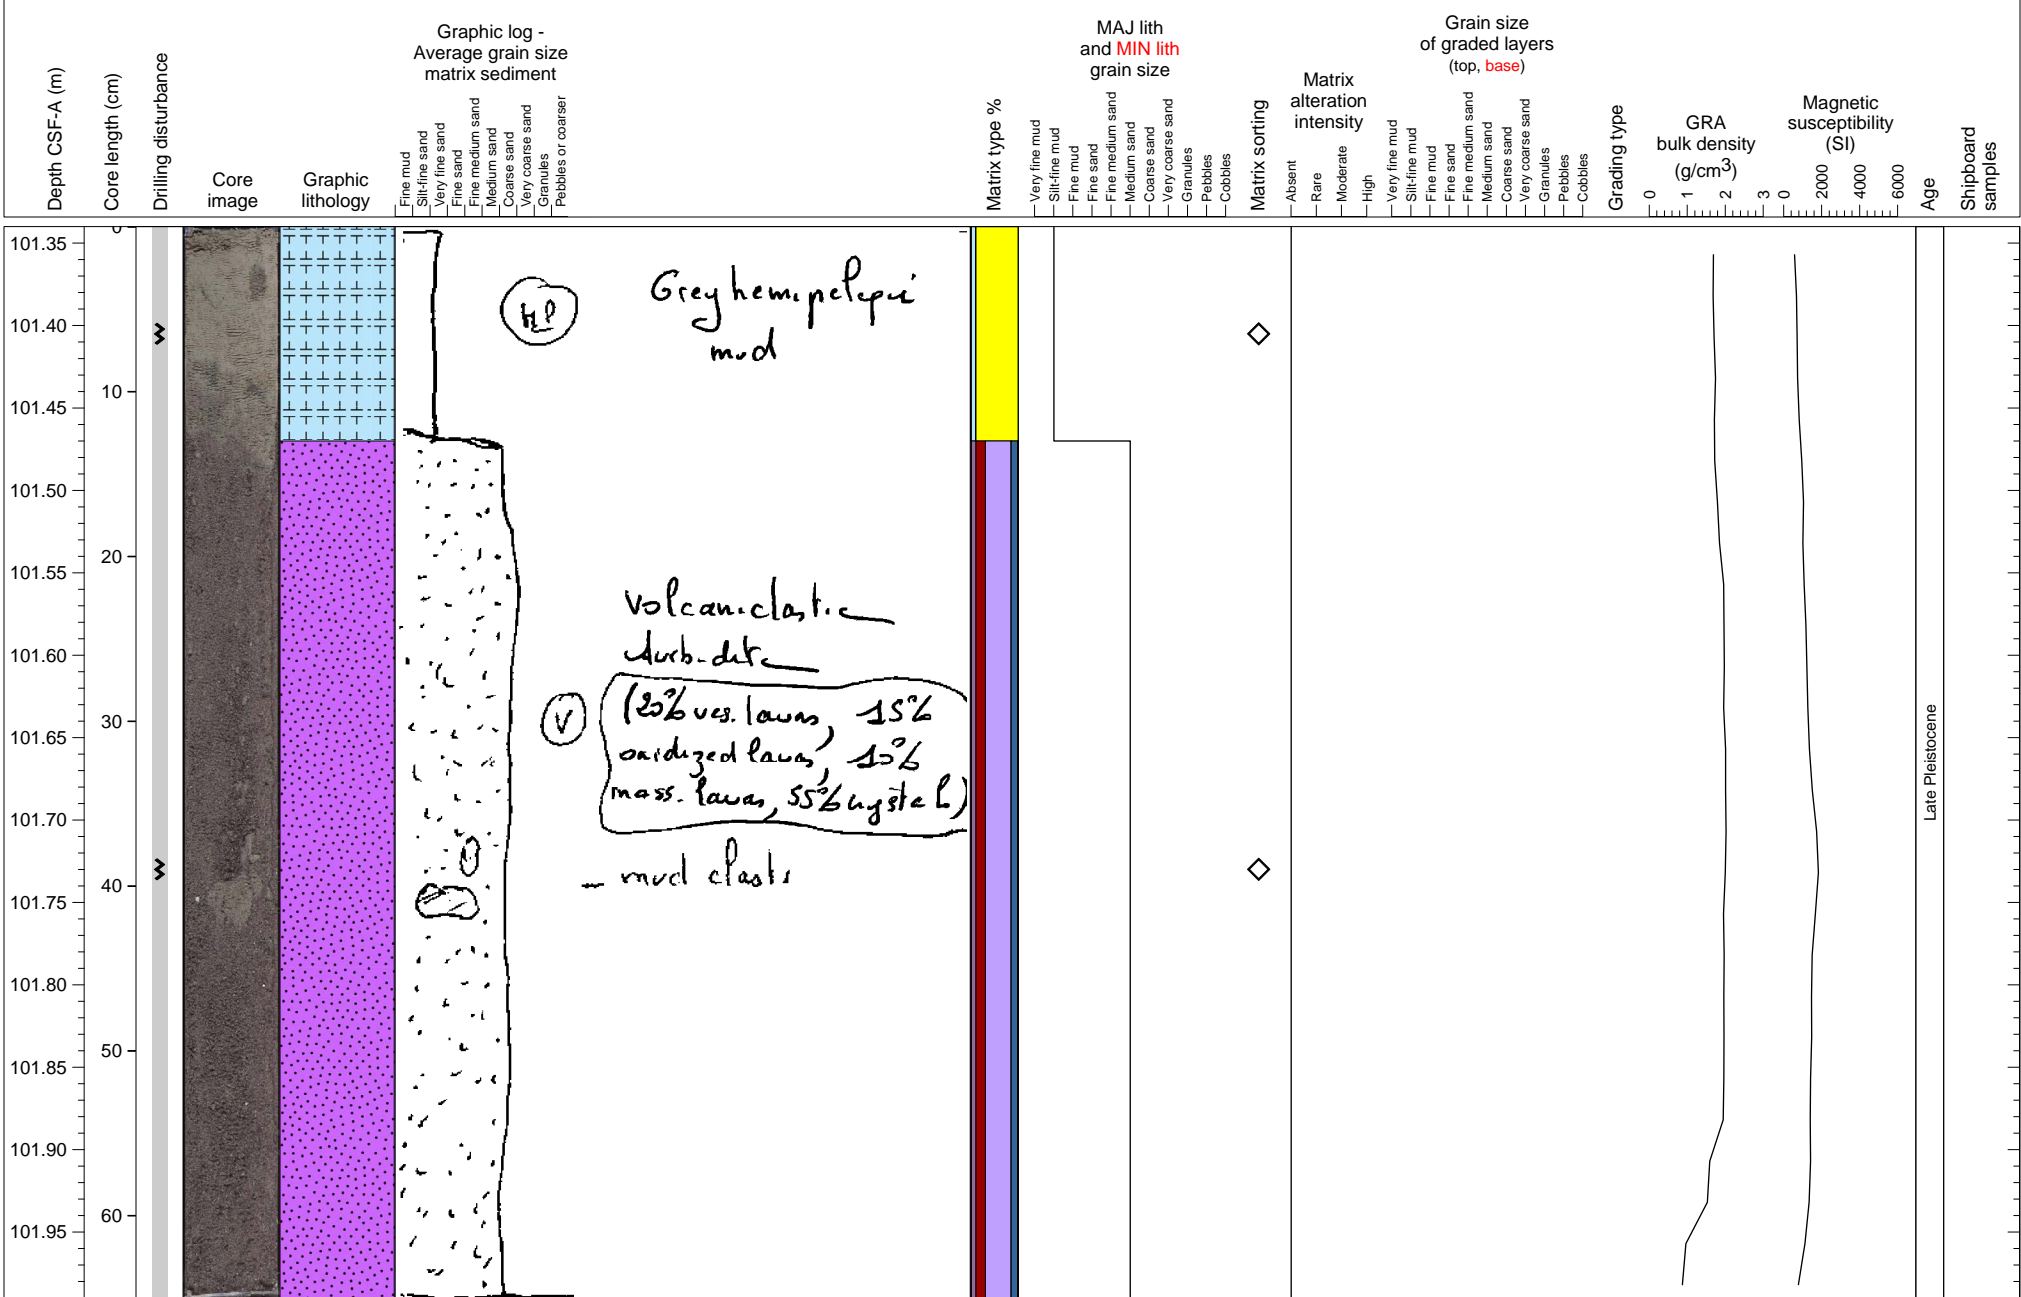 Depth CSF-A (m)
Core length (cm)
Drilling disturbance
Core
image
Graphic
lithology
Graphic log -
Average grain size
matrix sediment
Fine mud
Silt-fine sand
Very fine sand
Fine sand
Fine medium sand
Medium sand
Coarse sand
Very coarse sand
Granules
Pebbles or coarser
Matrix type %
MAJ lith
and MIN lith
grain size
Very fine mud
Silt-fine mud
Fine mud
Fine sand
Fine medium sand
Medium sand
Coarse sand
Very coarse sand
Granules
Pebbles
Cobbles
Matrix sorting
Matrix
alteration
intensity
Absent
Rare
Moderate
High
Grain size
of graded layers
(top, base)
Very fine mud
Silt-fine mud
Fine mud
Fine sand
Fine medium sand
Medium sand
Coarse sand
Very coarse sand
Granules
Pebbles
Cobbles
Grading type
GRA
bulk density
(g/cm3)
0 1 2 3
Magnetic
susceptibility
(SI)
0 2000 4000 6000
Age
Shipboard
samples
101.35
101.40
101.45
101.50
101.55
101.60
101.65
101.70
101.75
101.80
101.85
101.90
101.95
0
10
20
30
40
50
60
HP
Grey hemipelagic
mud
Volcaniclastic
turbidite
V
(20% ves. lavas, 15%
oxidized lavas, 10%
mass. lavas, 55% crystals)
– mud clasts
Late Pleistocene